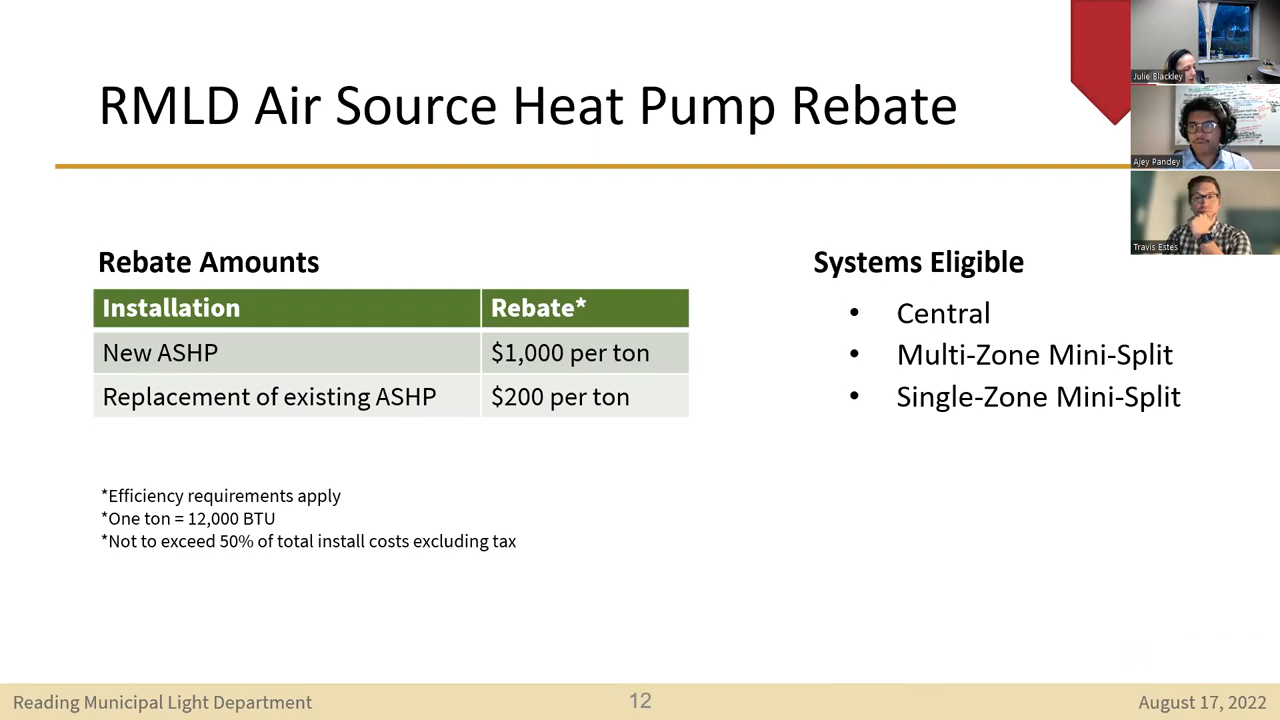 RMLD Air Source Heat Pump Rebate
Julie Blackley
Ajey Pandey
Travis Estes
Rebate Amounts
Installation Rebate*
New ASHP $1,000 per ton
Replacement of existing ASHP $200 per ton
*Efficiency requirements apply
*One ton = 12,000 BTU
*Not to exceed 50% of total install costs excluding tax
Systems Eligible
• Central
• Multi-Zone Mini-Split
• Single-Zone Mini-Split
Reading Municipal Light Department
12
August 17, 2022